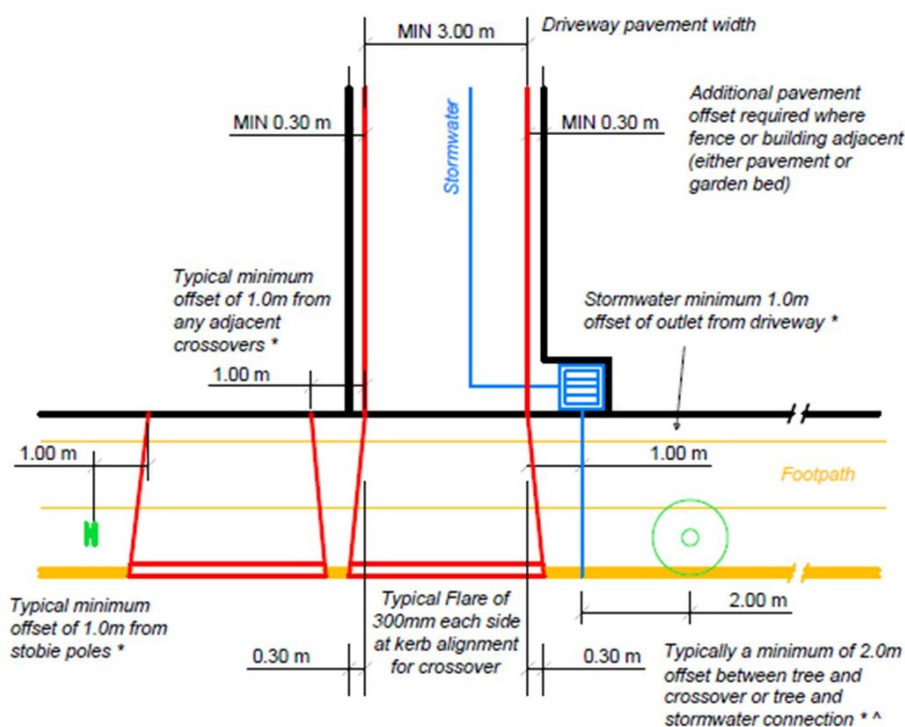 MIN 3.00 m
Driveway pavement width
MIN 0.30 m
Stormwater
MIN 0.30 m
Additional pavement
offset required where
fence or building adjacent
(either pavement or
garden bed)
Typical minimum
offset of 1.0m from
any adjacent
crossovers *
Stormwater minimum 1.0m
offset of outlet from driveway *
1.00 m
1.00 m
1.00 m
Footpath
Typical minimum
offset of 1.0m from
stobie poles *
Typical Flare of
300mm each side
at kerb alignment
for crossover
2.00 m
0.30 m
0.30 m
Typically a minimum of 2.0m
offset between tree and
crossover or tree and
stormwater connection * ^